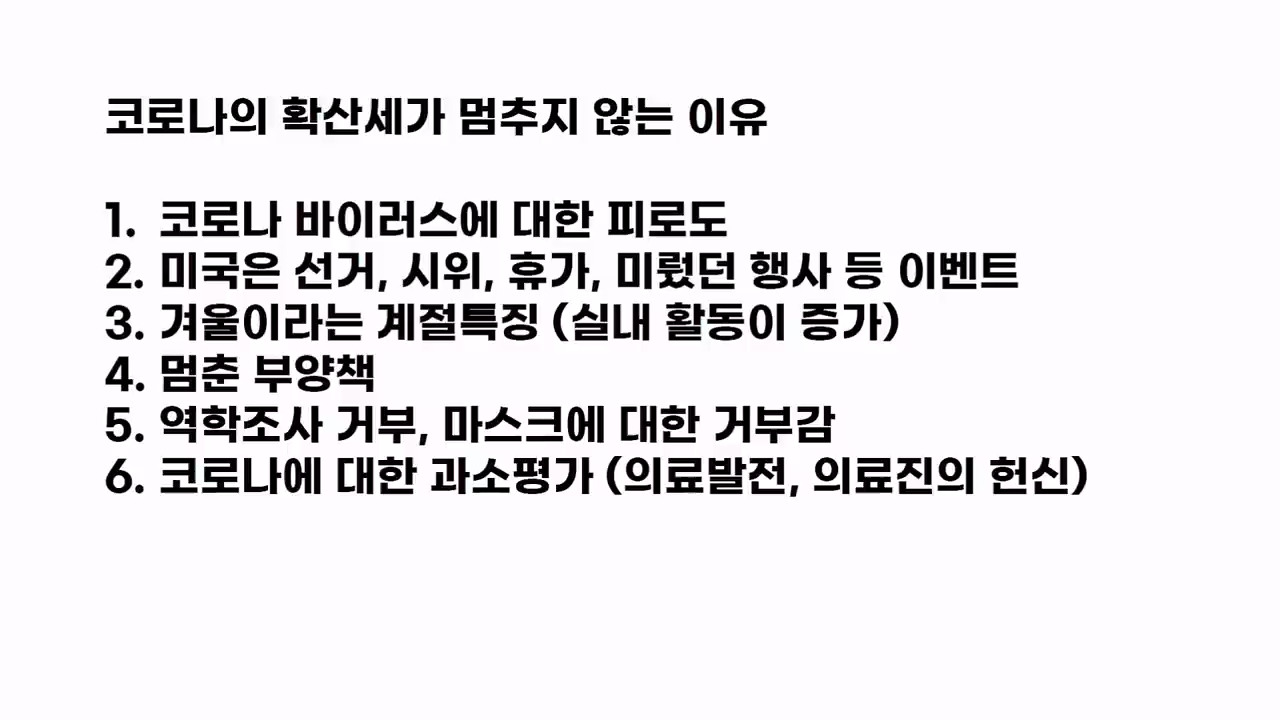 코로나의 확산세가 멈추지 않는 이유
1. 코로나 바이러스에 대한 피로도
2. 미국은 선거, 시위, 휴가, 미뤘던 행사 등 이벤트
3. 겨울이라는 계절특징 (실내 활동이 증가)
4. 멈춘 부양책
5. 역학조사 거부, 마스크에 대한 거부감
6. 코로나에 대한 과소평가 (의료발전, 의료진의 헌신)